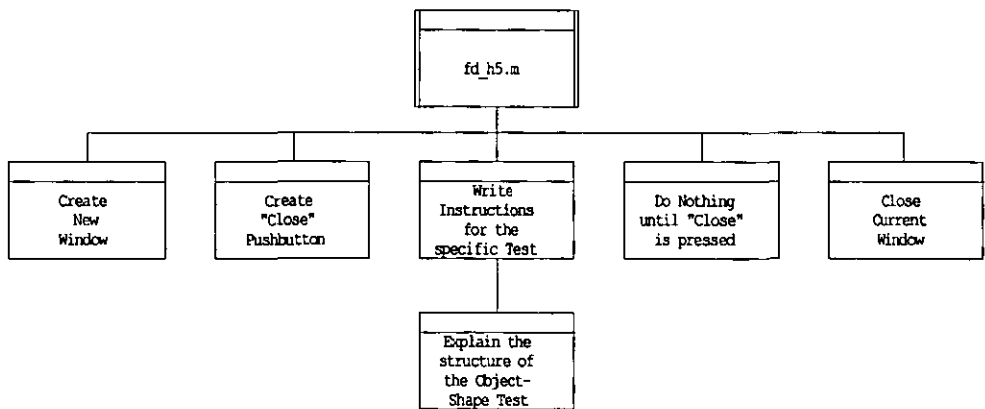 fd_h5.m
Create
New
Window
Create
"Close"
Pushbutton
Write
Instructions
for the
specific Test
Do Nothing
until "Close"
is pressed
Close
Current
Window
Explain the
structure of
the Object-
Shape Test